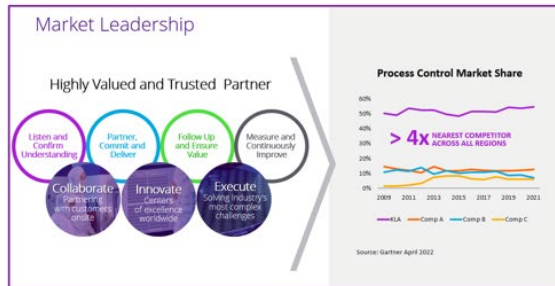 Market Leadership
Highly Valued and Trusted Partner
Listen and
Confirm
Understanding
Partner,
Commit and
Deliver
Follow Up
and Ensure
Value
Measure and
Continuously
Improve
Collaborate
Partnering
with customers
onsite
Innovate
Centers
of excellence
worldwide
Execute
Solving Industry's
most complex
challenges
Process Control Market Share
60%
50%
40%
30%
20%
10%
0%
> 4x NEAREST COMPETITOR
ACROSS ALL REGIONS
2009 2011 2013 2015 2017 2019 2021
KLA Comp A Comp B Comp C
Source: Gartner April 2022